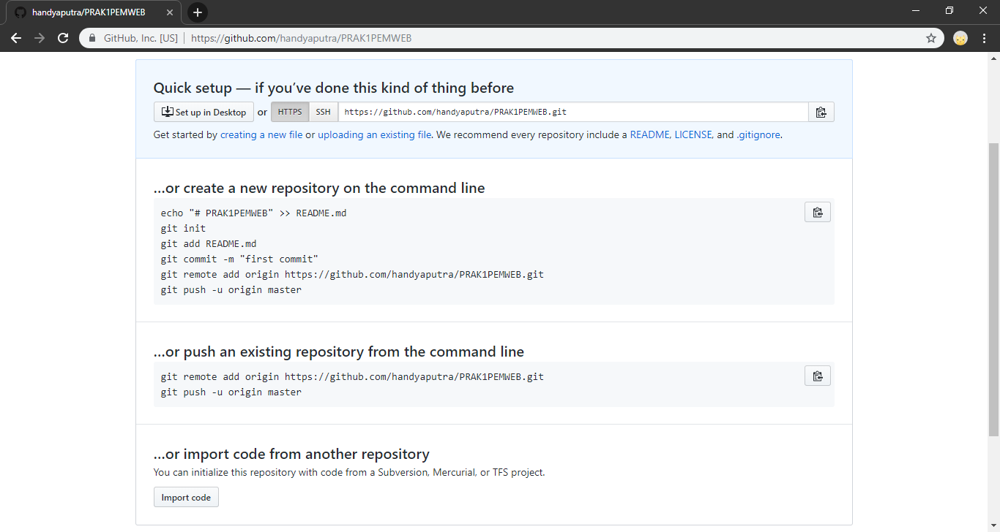 handyaputra/PRAK1PEMWEB
GitHub, Inc. [US] | https://github.com/handyaputra/PRAK1PEMWEB
Quick setup — if you’ve done this kind of thing before
Set up in Desktop or HTTPS SSH https://github.com/handyaputra/PRAK1PEMWEB.git
Get started by creating a new file or uploading an existing file. We recommend every repository include a README, LICENSE, and .gitignore.
…or create a new repository on the command line
echo "# PRAK1PEMWEB" >> README.md
git init
git add README.md
git commit -m "first commit"
git remote add origin https://github.com/handyaputra/PRAK1PEMWEB.git
git push -u origin master
…or push an existing repository from the command line
git remote add origin https://github.com/handyaputra/PRAK1PEMWEB.git
git push -u origin master
…or import code from another repository
You can initialize this repository with code from a Subversion, Mercurial, or TFS project.
Import code